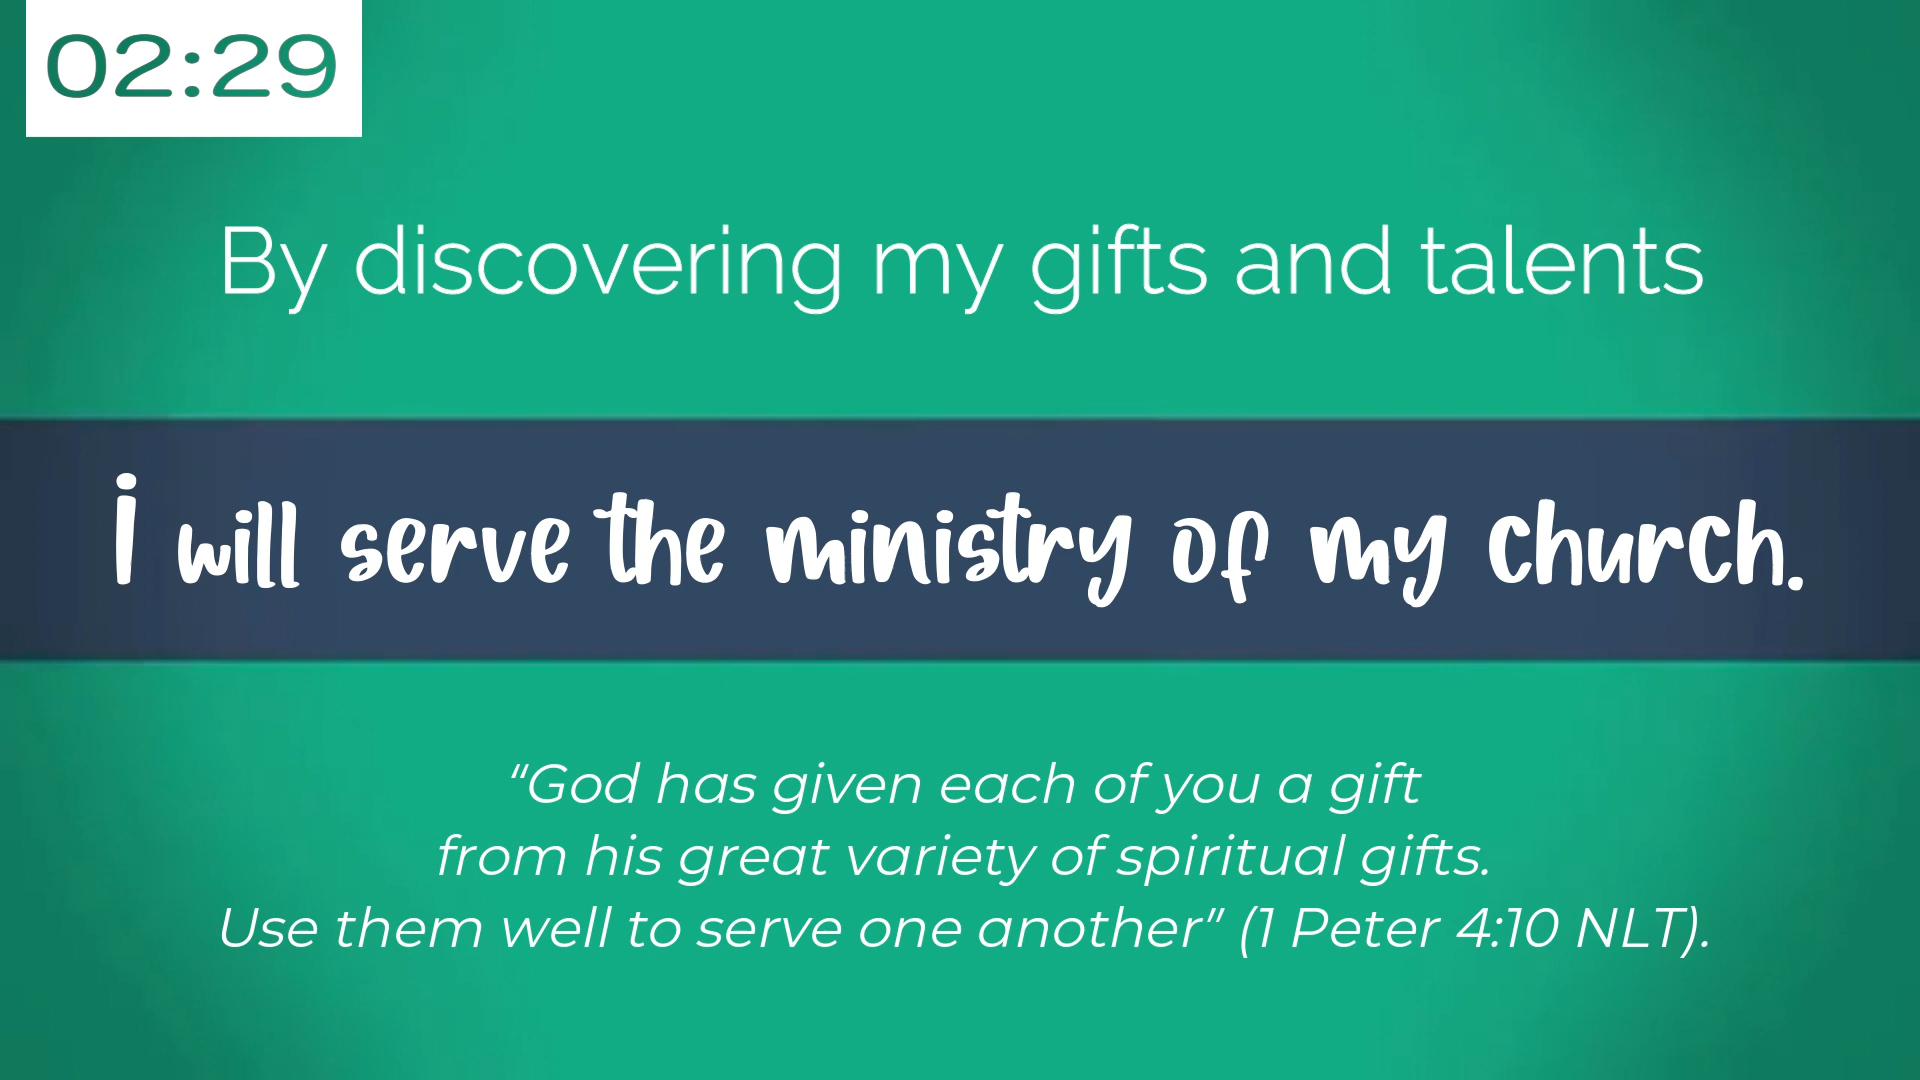 02:29
By discovering my gifts and talents
I will serve the ministry of my church.
“God has given each of you a gift
from his great variety of spiritual gifts.
Use them well to serve one another” (1 Peter 4:10 NLT).